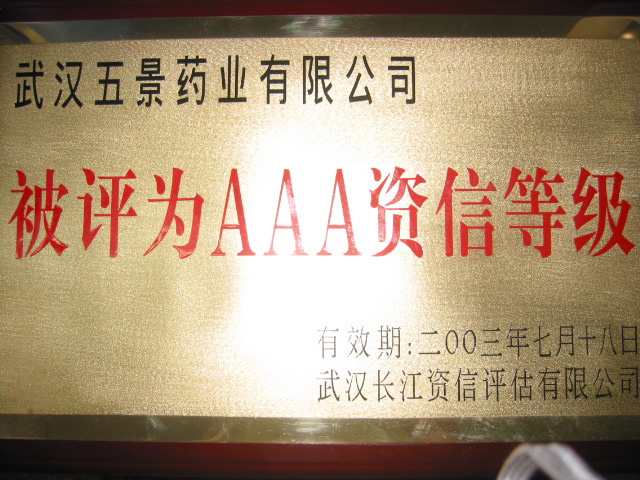 武汉五景药业有限公司
被评为AAA资信等级
有效期:二00三年七月十八日
武汉长江资信评估有限公司